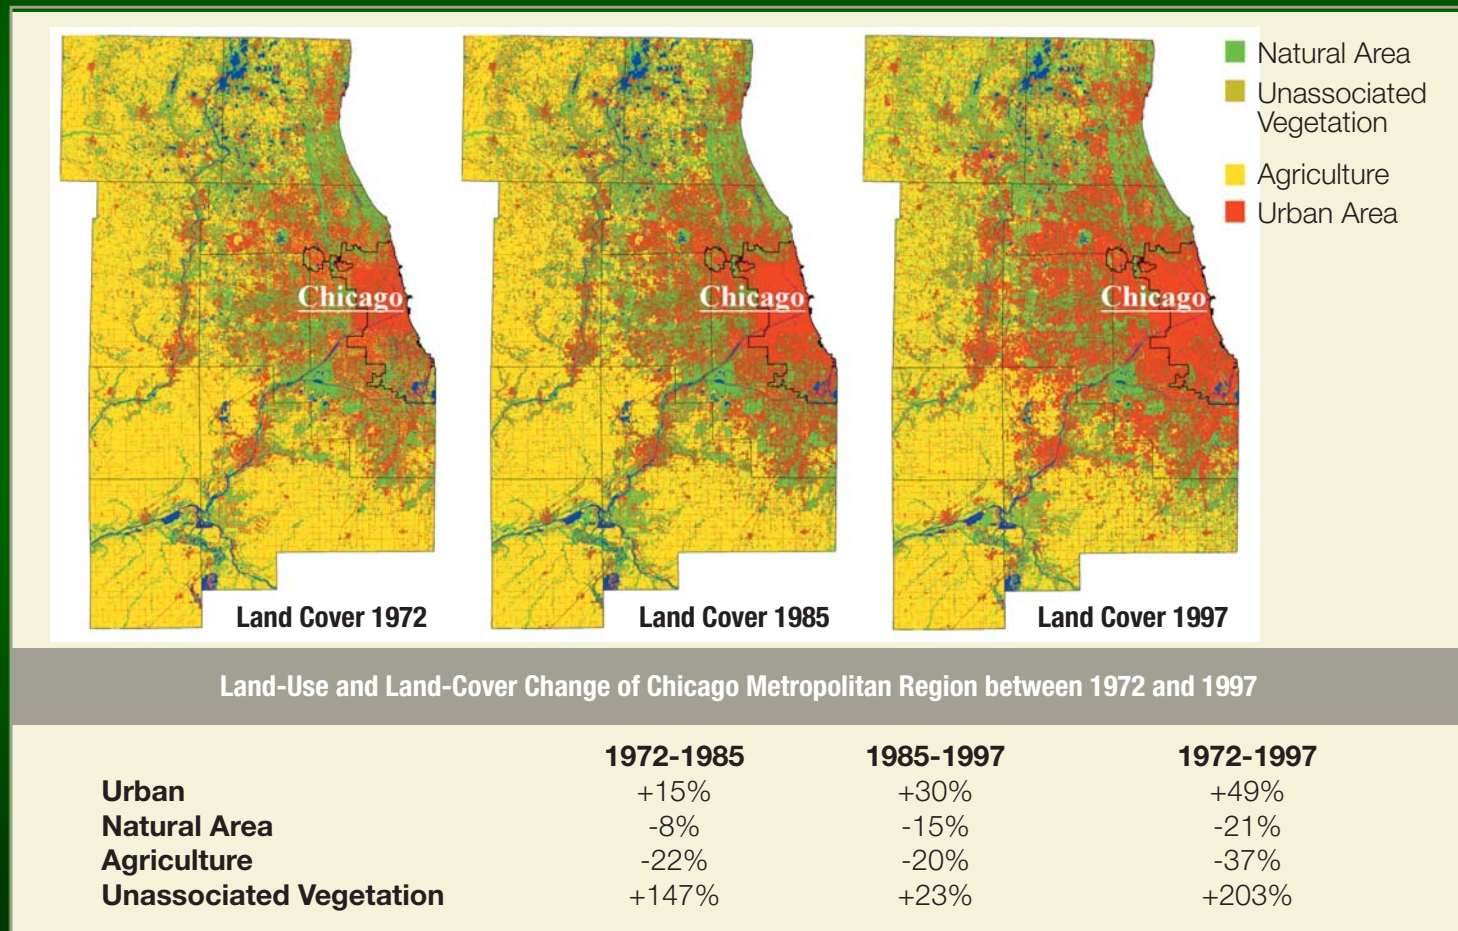 Natural Area
Unassociated
Vegetation
Agriculture
Urban Area
Chicago
Chicago
Chicago
Land Cover 1972
Land Cover 1985
Land Cover 1997
Land-Use and Land-Cover Change of Chicago Metropolitan Region between 1972 and 1997
1972-1985 1985-1997 1972-1997
Urban +15% +30% +49%
Natural Area -8% -15% -21%
Agriculture -22% -20% -37%
Unassociated Vegetation +147% +23% +203%